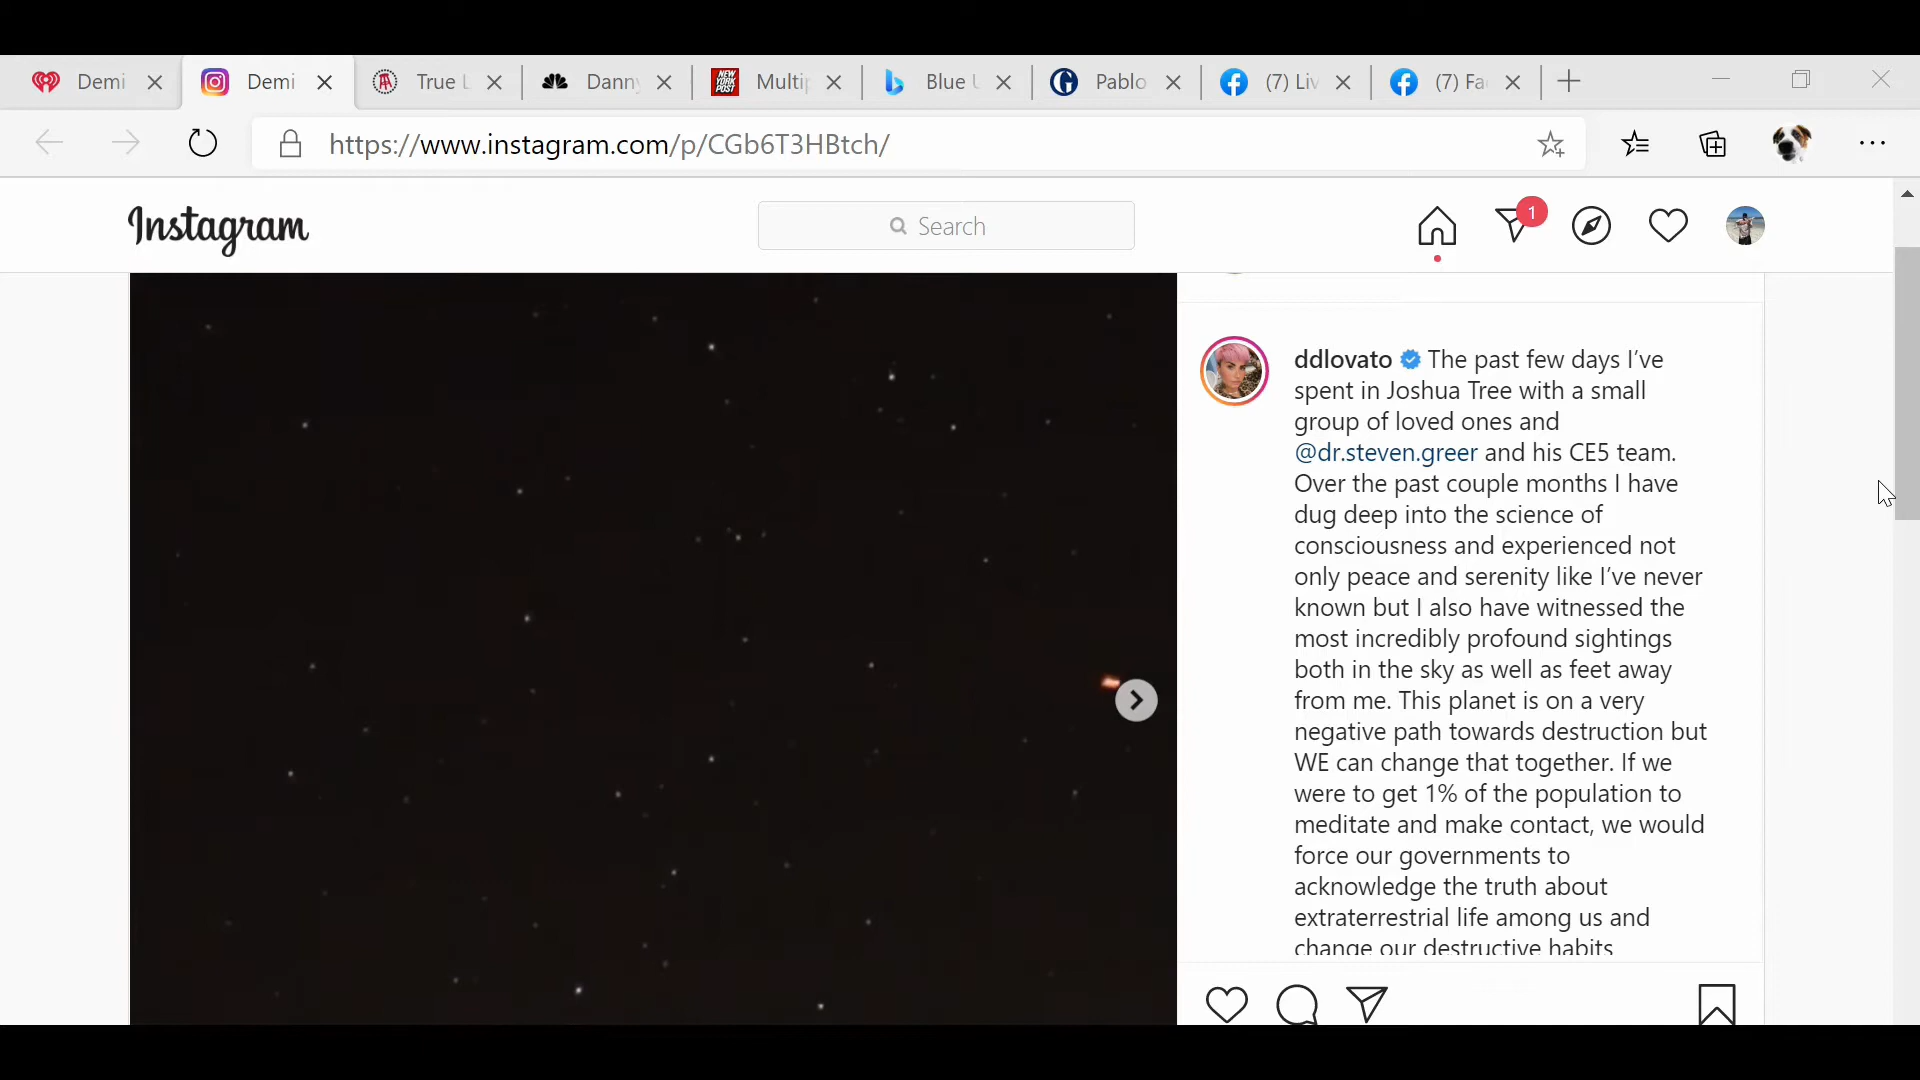 Demi
Demi
True L
Danny
Multip
Blue U
Pablo
(7) Liv
(7) Fa
https://www.instagram.com/p/CGb6T3HBtch/
Instagram
Search
1
NEW YORK POST
ddlovato The past few days I’ve
spent in Joshua Tree with a small
group of loved ones and
@dr.steven.greer and his CE5 team.
Over the past couple months I have
dug deep into the science of
consciousness and experienced not
only peace and serenity like I’ve never
known but I also have witnessed the
most incredibly profound sightings
both in the sky as well as feet away
from me. This planet is on a very
negative path towards destruction but
WE can change that together. If we
were to get 1% of the population to
meditate and make contact, we would
force our governments to
acknowledge the truth about
extraterrestrial life among us and
change our destructive habits